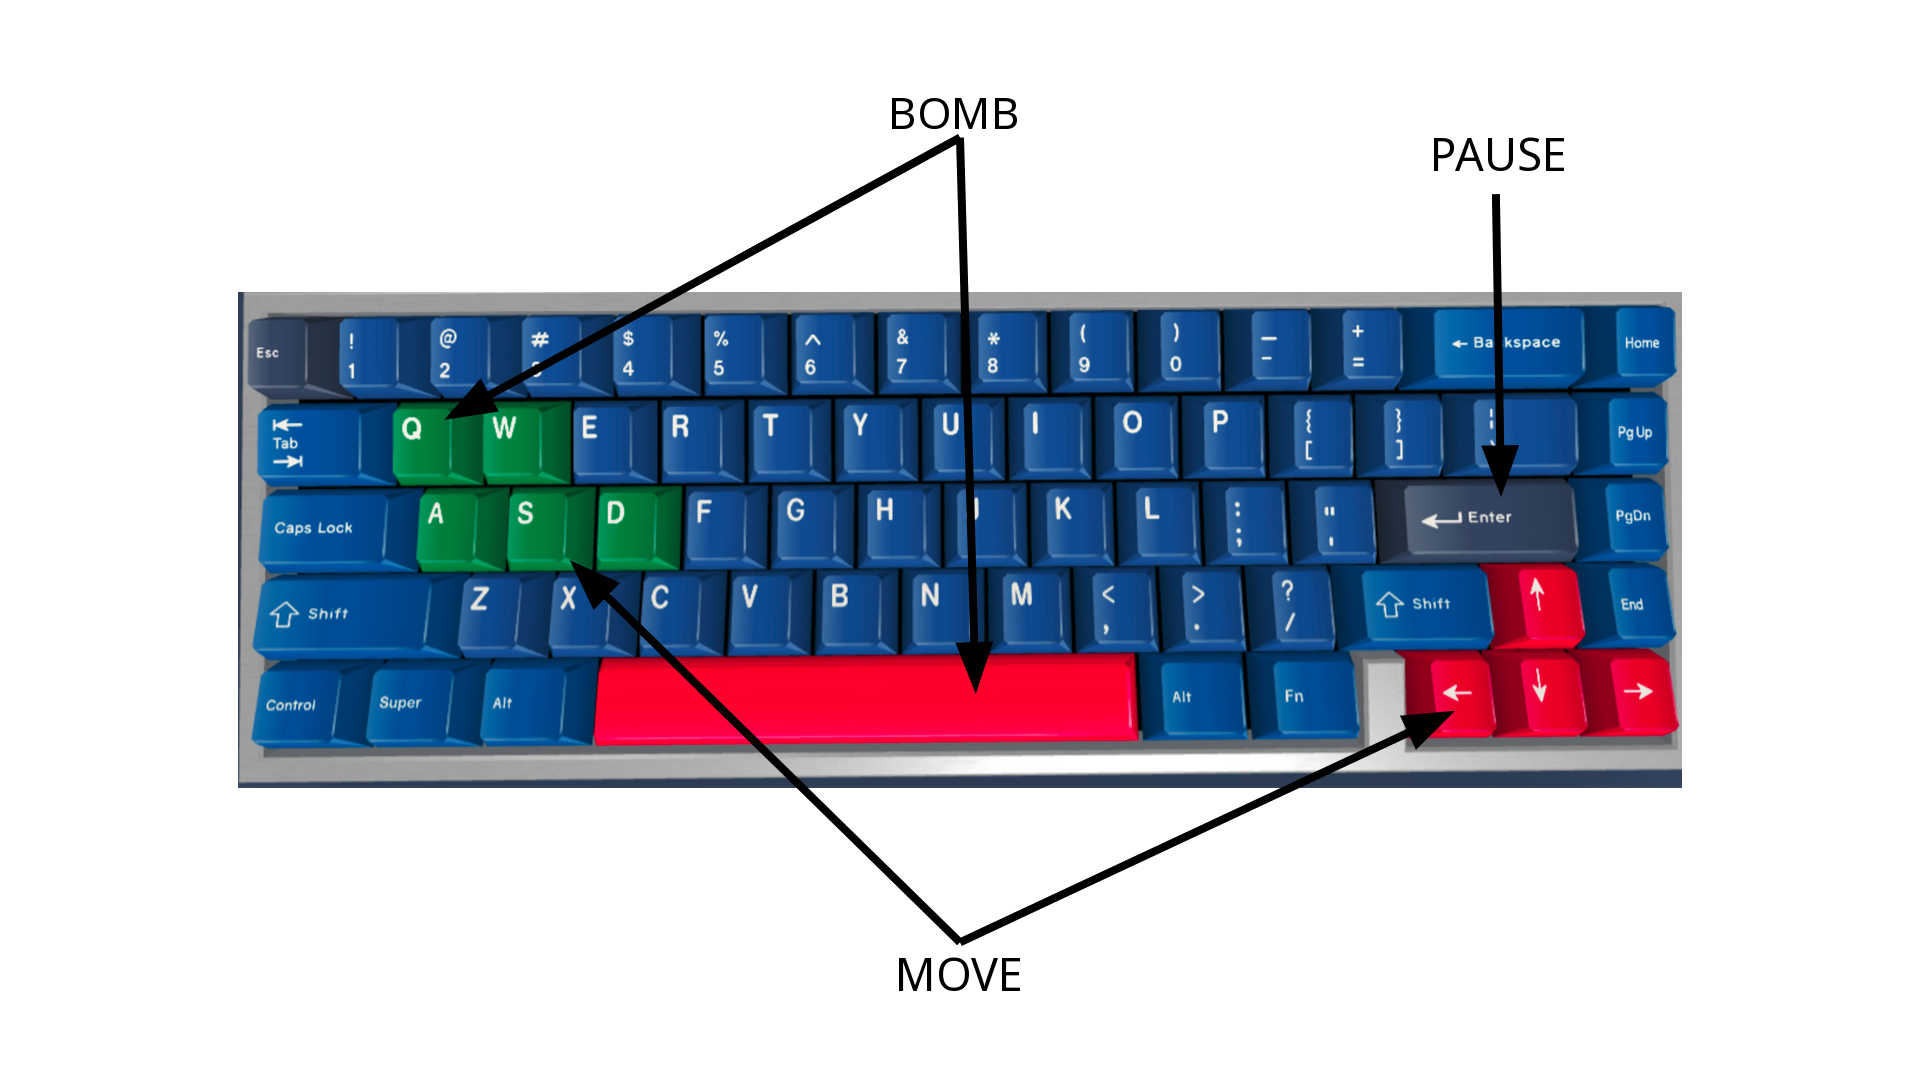 BOMB
PAUSE
Esc ! 1 @ 2 # $ 4 % 5 ^ 6 & 7 * 8 ( 9 ) 0 — - + = ← Backspace Home
Tab Q W E R T Y U I O P { [ } ] Pg Up
Caps Lock A S D F G H J K L : ; " ' Enter PgDn
Shift Z X C V B N M < , > . ? / Shift ↑ End
Control Super Alt Alt Fn ← ↓ →
MOVE